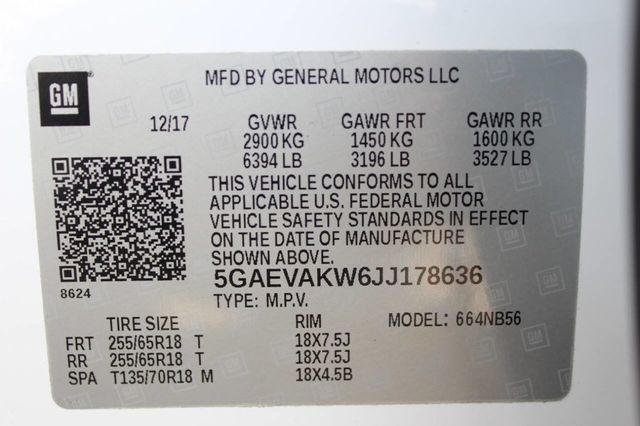 GM
MFD BY GENERAL MOTORS LLC
12/17 GVWR GAWR FRT GAWR RR
2900 KG 1450 KG 1600 KG
6394 LB 3196 LB 3527 LB
THIS VEHICLE CONFORMS TO ALL
APPLICABLE U.S. FEDERAL MOTOR
VEHICLE SAFETY STANDARDS IN EFFECT
ON THE DATE OF MANUFACTURE
SHOWN ABOVE.
8624
5GAEVAKW6JJ178636
TYPE: M.P.V.
TIRE SIZE RIM MODEL: 664NB56
FRT 255/65R18 T 18X7.5J
RR 255/65R18 T 18X7.5J
SPA T135/70R18 M 18X4.5B